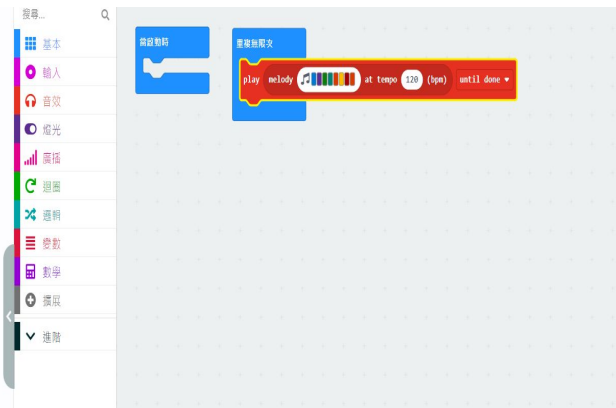 搜尋...
基本
輸入
音效
燈光
廣播
迴圈
邏輯
變數
數學
擴展
進階
當啟動時
重複無限次
play melody at tempo 120 (bpm) until done